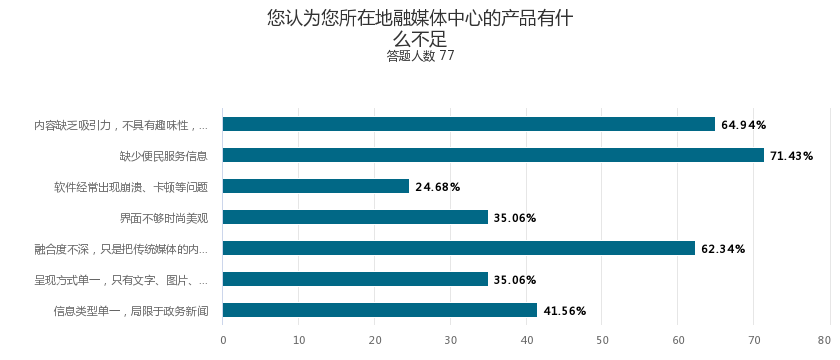 您认为您所在地融媒体中心的产品有什
么不足
答题人数 77
内容缺乏吸引力，不具有趣味性，...
64.94%
缺少便民服务信息
71.43%
软件经常出现崩溃、卡顿等问题
24.68%
界面不够时尚美观
35.06%
融合度不深，只是把传统媒体的内...
62.34%
呈现方式单一，只有文字、图片、...
35.06%
信息类型单一，局限于政务新闻
41.56%
0 10 20 30 40 50 60 70 80